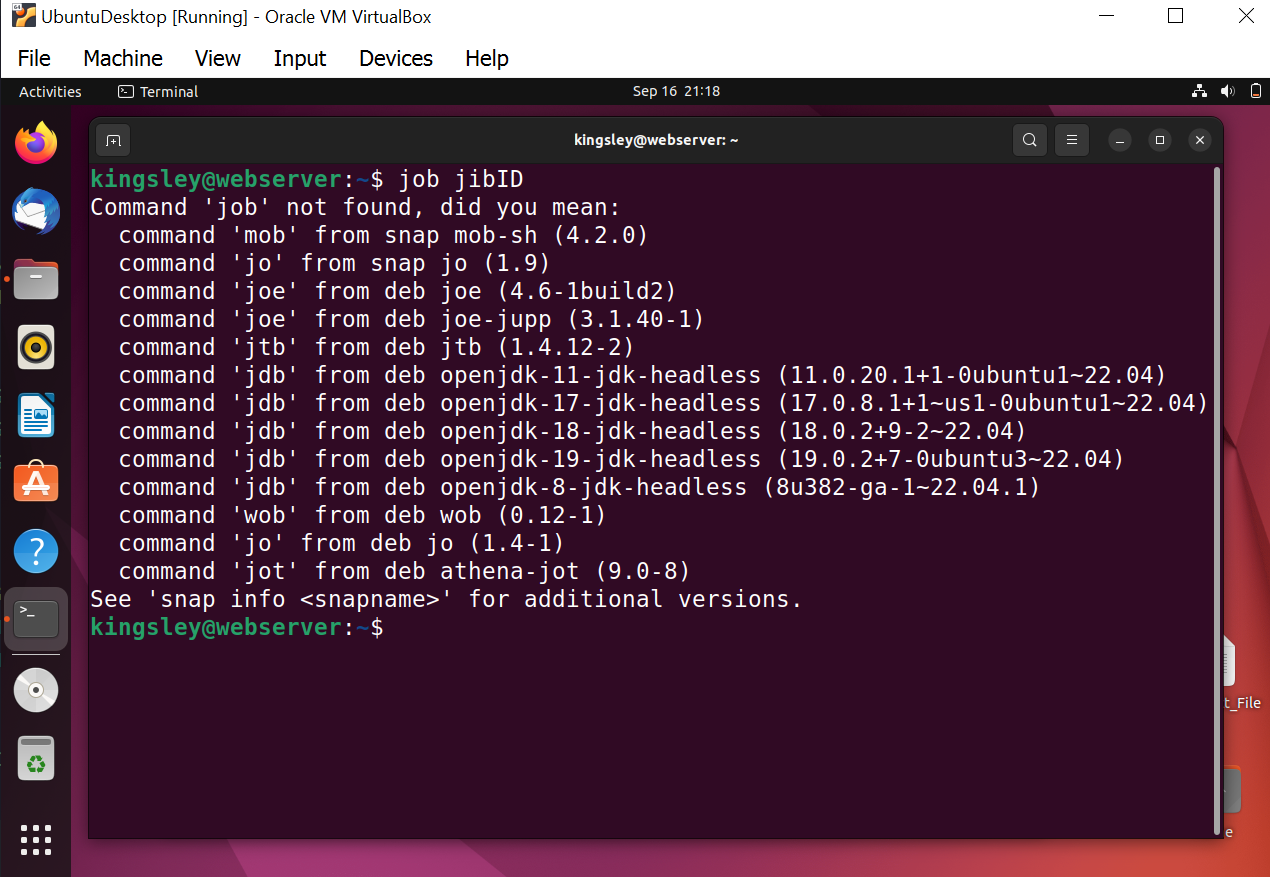 UbuntuDesktop [Running] - Oracle VM VirtualBox
File Machine View Input Devices Help
Activities Terminal Sep 16 21:18
kingsley@webserver: ~
kingsley@webserver:~$ job jibID
Command 'job' not found, did you mean:
command 'mob' from snap mob-sh (4.2.0)
command 'jo' from snap jo (1.9)
command 'joe' from deb joe (4.6-1build2)
command 'joe' from deb joe-jupp (3.1.40-1)
command 'jtb' from deb jtb (1.4.12-2)
command 'jdb' from deb openjdk-11-jdk-headless (11.0.20.1+1-0ubuntu1~22.04)
command 'jdb' from deb openjdk-17-jdk-headless (17.0.8.1+1~us1-0ubuntu1~22.04)
command 'jdb' from deb openjdk-18-jdk-headless (18.0.2+9-2~22.04)
command 'jdb' from deb openjdk-19-jdk-headless (19.0.2+7-0ubuntu3~22.04)
command 'jdb' from deb openjdk-8-jdk-headless (8u382-ga-1~22.04.1)
command 'wob' from deb wob (0.12-1)
command 'jo' from deb jo (1.4-1)
command 'jot' from deb athena-jot (9.0-8)
See 'snap info <snapname>' for additional versions.
kingsley@webserver:~$
t_File
e